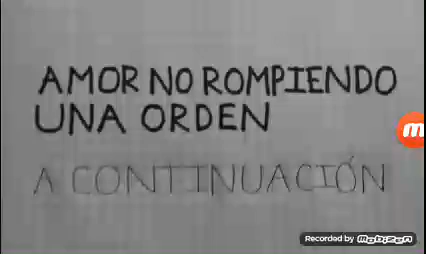 AMOR NO ROMPIENDO
UNA ORDEN
A CONTINUACIÓN
Recorded by Mobizen